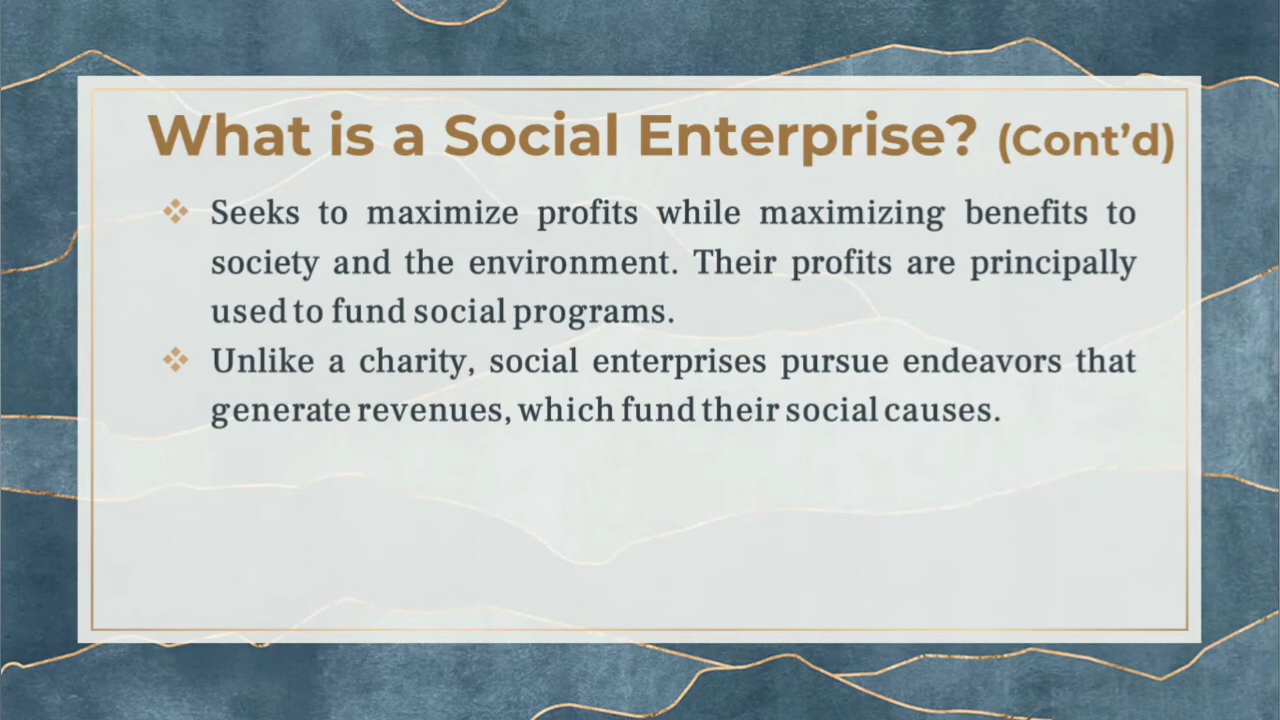 What is a Social Enterprise? (Cont’d)
❖ Seeks to maximize profits while maximizing benefits to
society and the environment. Their profits are principally
used to fund social programs.
❖ Unlike a charity, social enterprises pursue endeavors that
generate revenues, which fund their social causes.